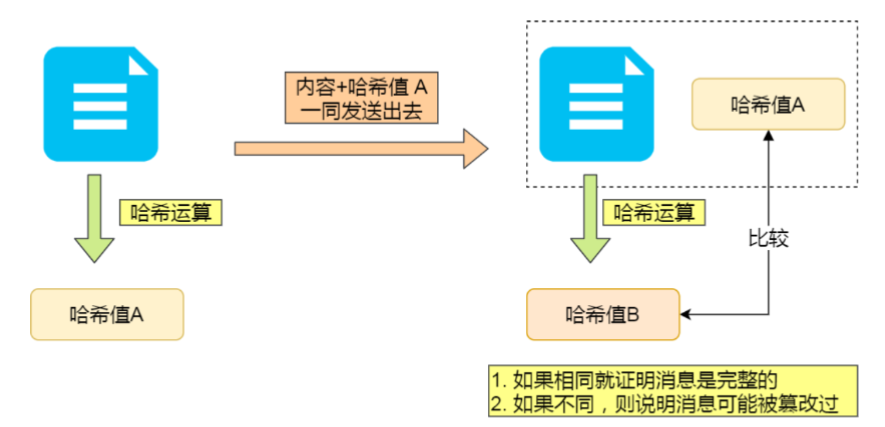 内容+哈希值 A
一同发送出去
哈希值A
哈希运算
哈希运算
比较
哈希值A
哈希值B
1. 如果相同就证明消息是完整的
2. 如果不同，则说明消息可能被篡改过